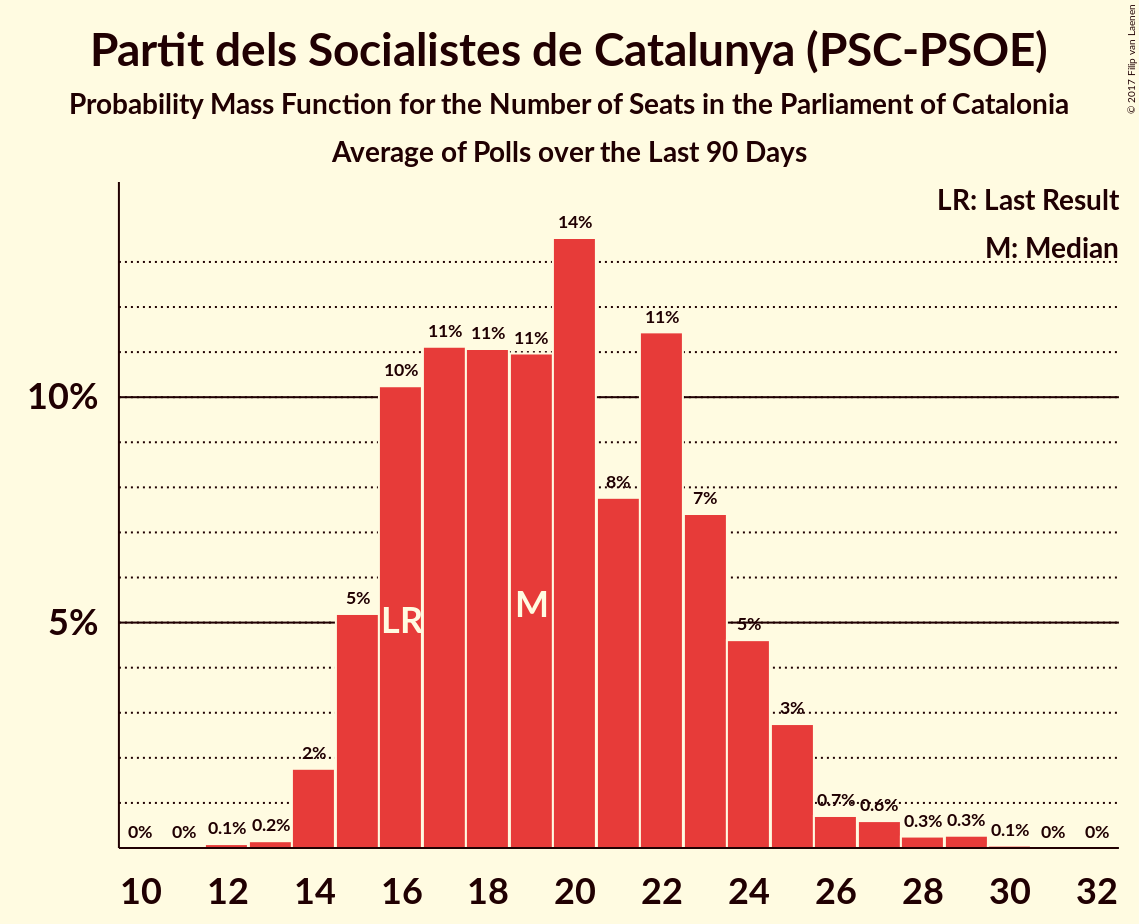 Partit dels Socialistes de Catalunya (PSC-PSOE)
Probability Mass Function for the Number of Seats in the Parliament of Catalonia
Average of Polls over the Last 90 Days
© 2017 Filip van Laenen
LR: Last Result
M: Median
10%
5%
0% 0% 0.1% 0.2% 2% 5% 10% 11% 11% 11% 14% 8% 11% 7% 5% 3% 0.7% 0.6% 0.3% 0.3% 0.1% 0% 0%
LR M
10 12 14 16 18 20 22 24 26 28 30 32